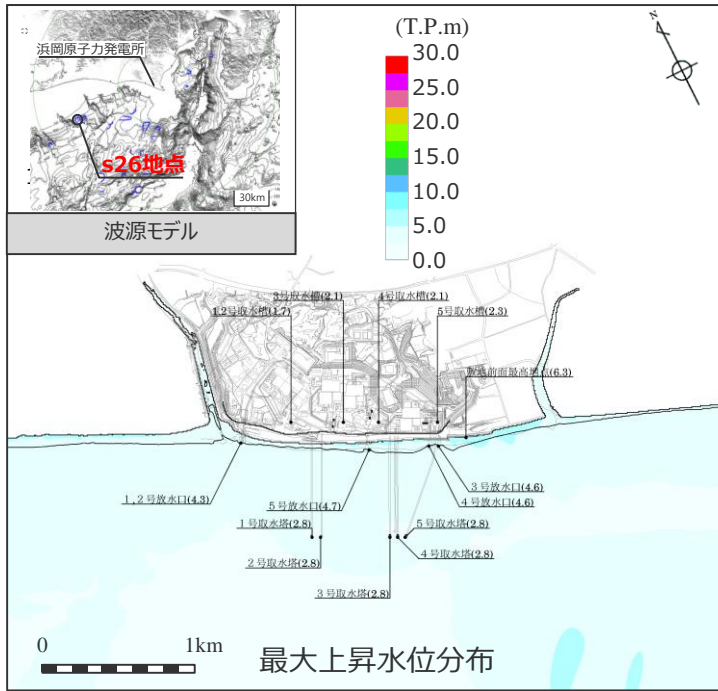 浜岡原子力発電所
s26地点
30km
波源モデル
(T.P.m)
30.0
25.0
20.0
15.0
10.0
5.0
0.0
N
3号取水槽(2.1)
4号取水槽(2.1)
1,2号取水槽(1.7)
5号取水槽(2.3)
敷地前面最高地点(6.3)
1,2号放水口(4.3)
5号放水口(4.7)
3号放水口(4.6)
4号放水口(4.6)
1号取水塔(2.8)
5号取水塔(2.8)
2号取水塔(2.8)
4号取水塔(2.8)
3号取水塔(2.8)
0 1km
最大上昇水位分布